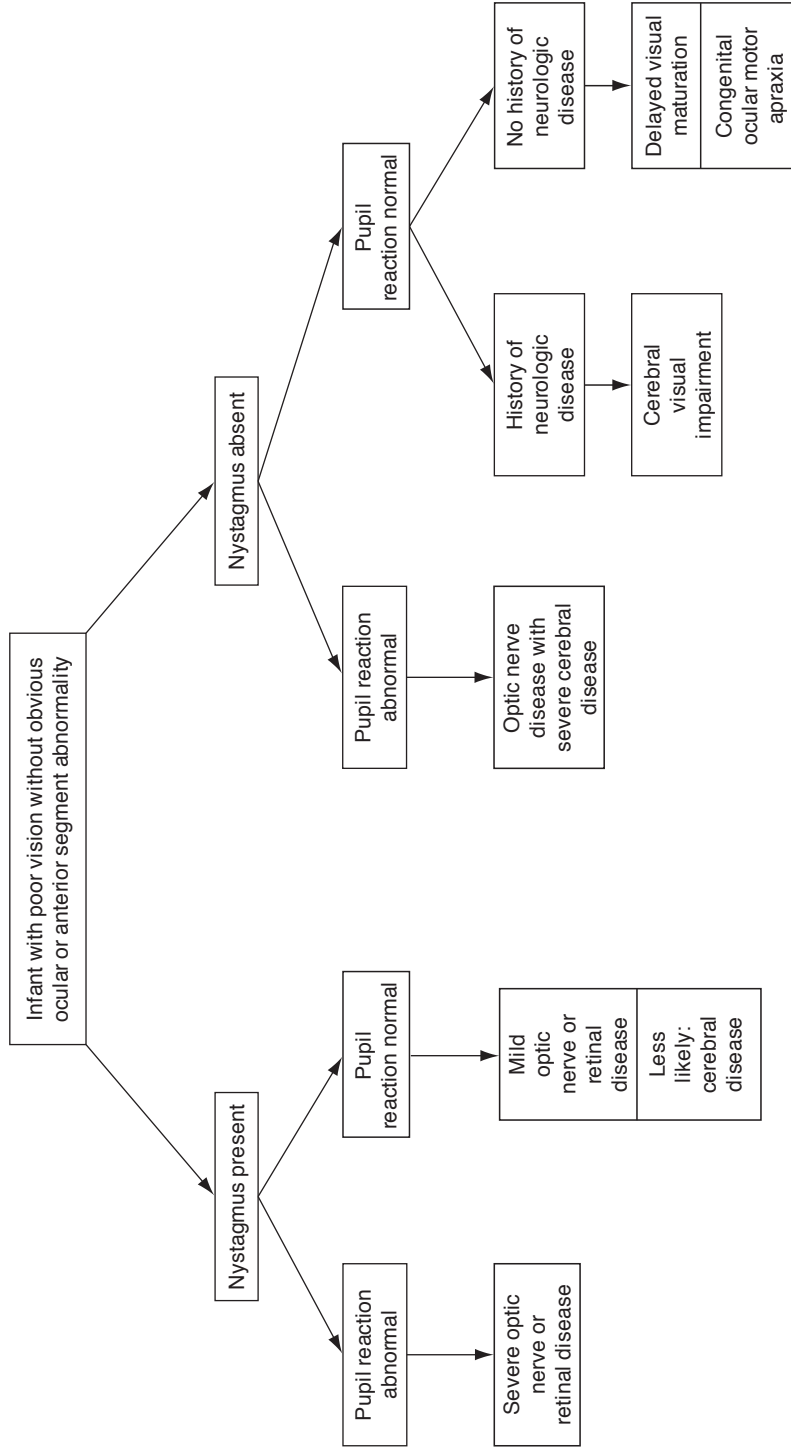 Infant with poor vision without obvious
ocular or anterior segment abnormality
Nystagmus present
Nystagmus absent
Pupil reaction
abnormal
Pupil
reaction normal
Pupil reaction
abnormal
Pupil
reaction normal
Severe optic
nerve or
retinal disease
Mild
optic
nerve or
retinal
disease
Less
likely:
cerebral
disease
Optic nerve
disease with
severe cerebral
disease
History of
neurologic
disease
No history of
neurologic
disease
Cerebral
visual
impairment
Delayed visual
maturation
Congenital
ocular motor
apraxia